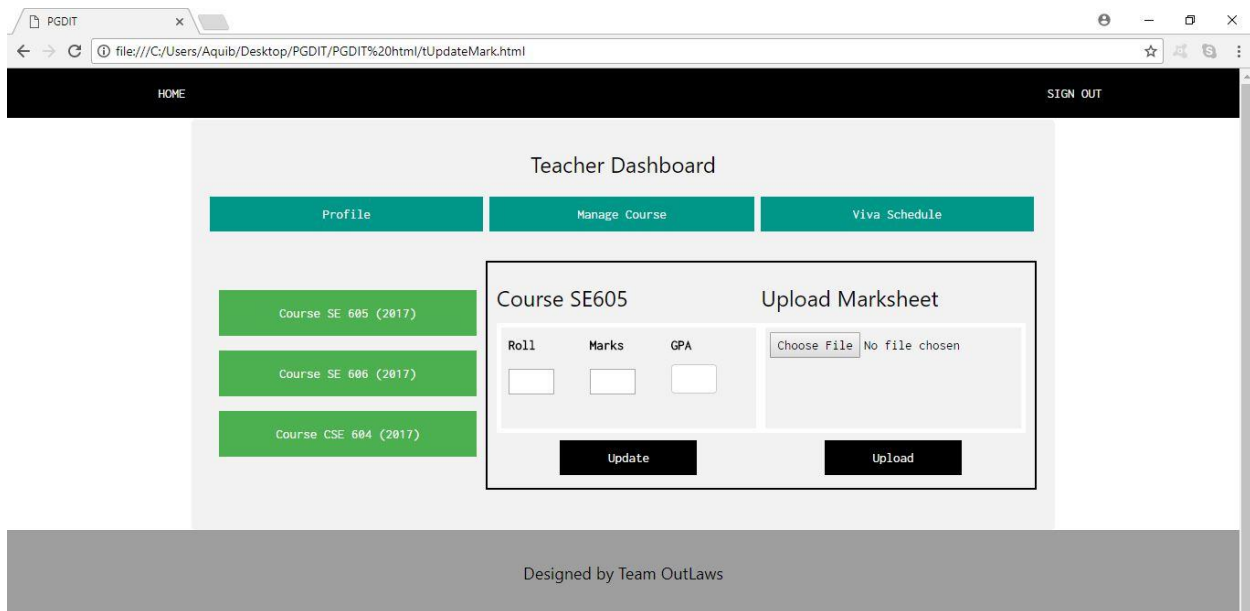 PGDIT
file:///C:/Users/Aquib/Desktop/PGDIT/PGDIT%20html/tUpdateMark.html
HOME SIGN OUT
Teacher Dashboard
Profile Manage Course Viva Schedule
Course SE 605 (2017)
Course SE 606 (2017)
Course CSE 604 (2017)
Course SE605 Upload Marksheet
Roll Marks GPA
Choose File No file chosen
Update Upload
Designed by Team OutLaws